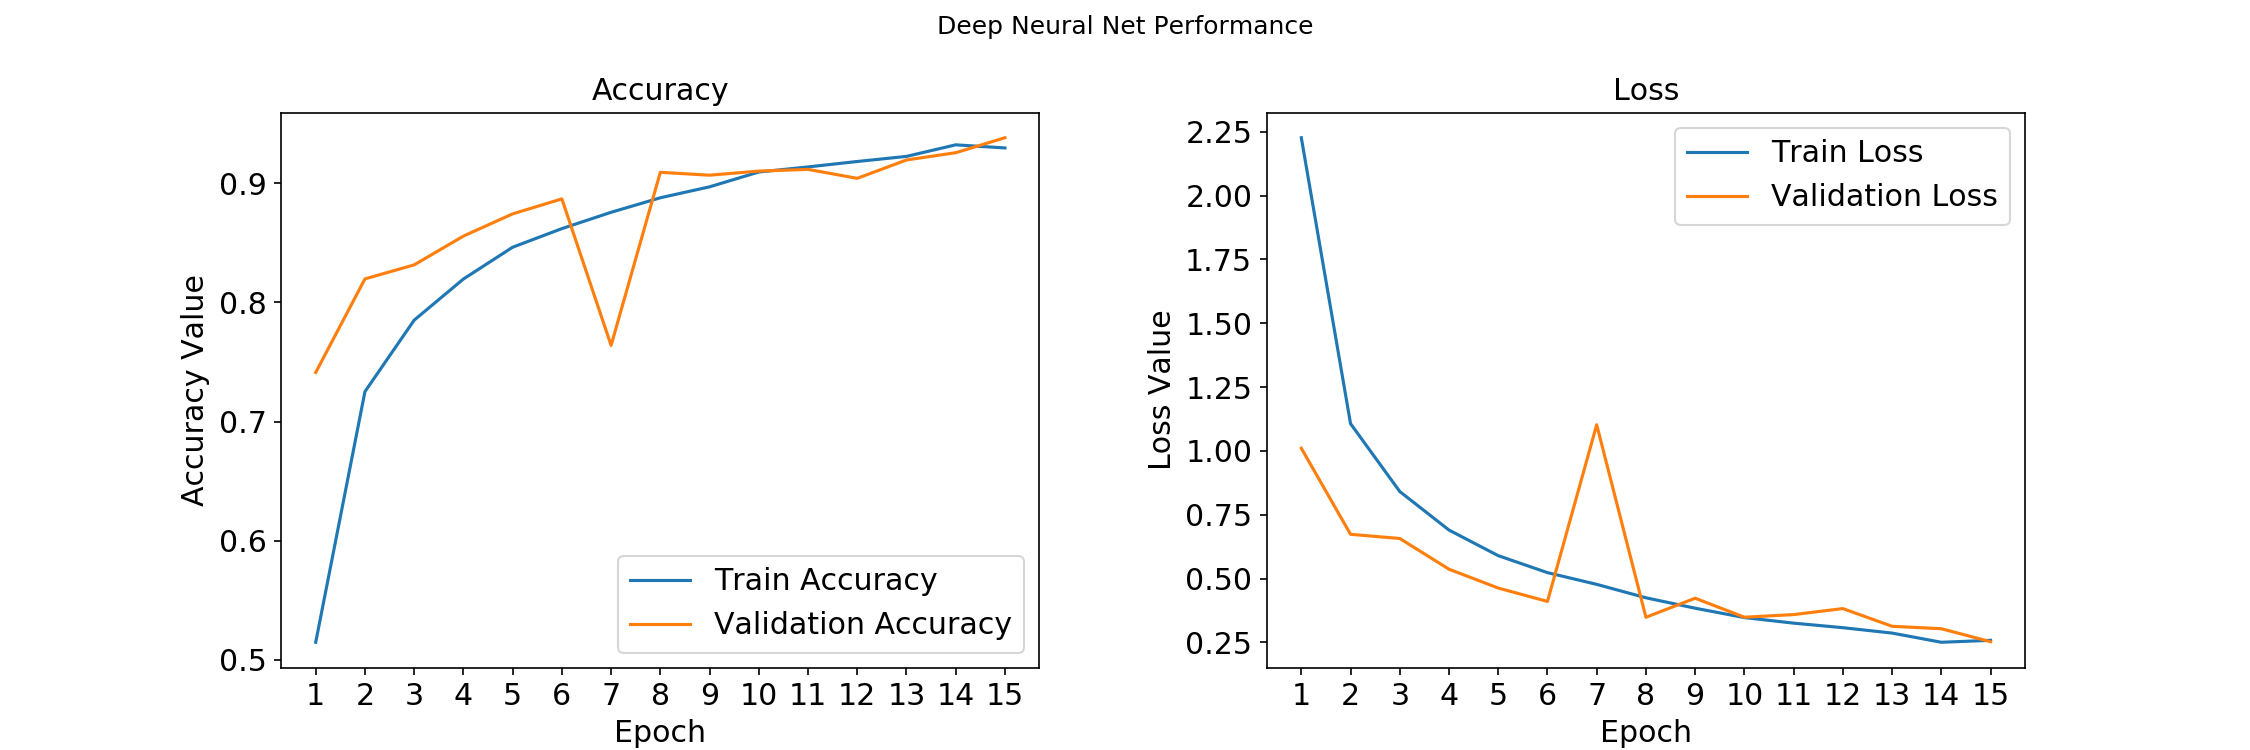 Deep Neural Net Performance
Accuracy
Accuracy Value
0.9
0.8
0.7
0.6
0.5
Train Accuracy
Validation Accuracy
1 2 3 4 5 6 7 8 9 10 11 12 13 14 15
Epoch
Loss
Loss Value
2.25
2.00
1.75
1.50
1.25
1.00
0.75
0.50
0.25
Train Loss
Validation Loss
1 2 3 4 5 6 7 8 9 10 11 12 13 14 15
Epoch